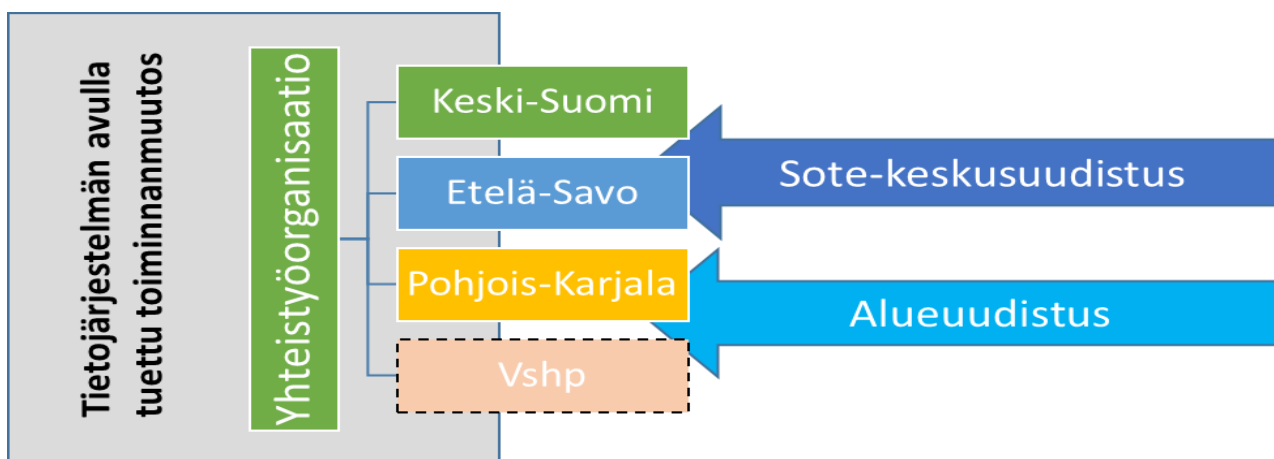 Tietojärjestelmän avulla
tuettu toiminnanmuutos
Yhteistyöorganisaatio
Keski-Suomi
Etelä-Savo
Pohjois-Karjala
Vshp
Sote-keskusuudistus
Alueuudistus